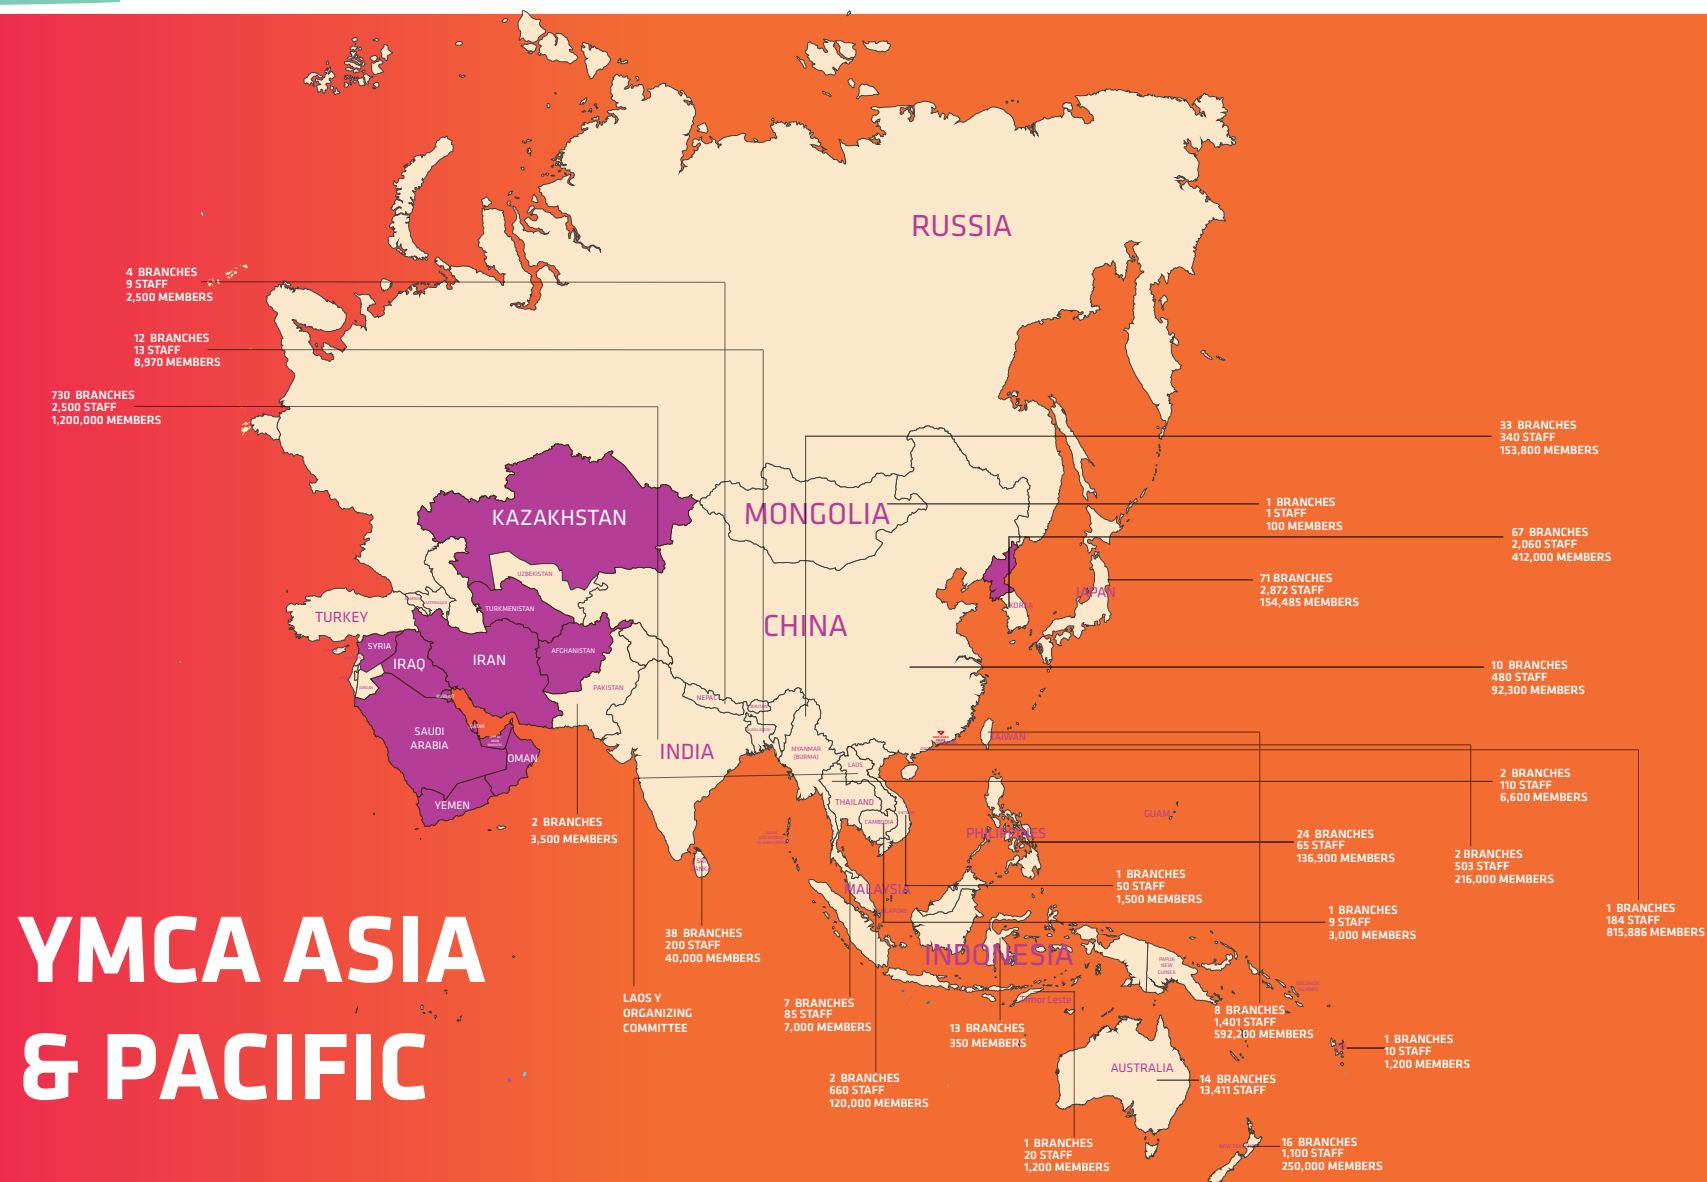 RUSSIA
4 BRANCHES
9 STAFF
2,500 MEMBERS
12 BRANCHES
13 STAFF
8,970 MEMBERS
730 BRANCHES
2,500 STAFF
1,200,000 MEMBERS
33 BRANCHES
340 STAFF
153,800 MEMBERS
KAZAKHSTAN
MONGOLIA
1 BRANCHES
1 STAFF
100 MEMBERS
67 BRANCHES
2,060 STAFF
412,000 MEMBERS
UZBEKISTAN
71 BRANCHES
2,872 STAFF
154,485 MEMBERS
JAPAN
KOREA
TURKMENISTAN
TURKEY
CHINA
SYRIA
IRAQ
IRAN
AFGHANISTAN
10 BRANCHES
480 STAFF
92,300 MEMBERS
PAKISTAN
NEPAL
SAUDI
ARABIA
OMAN
INDIA
MYANMAR
(BURMA)
LAOS
TAIWAN
YEMEN
THAILAND
CAMBODIA
2 BRANCHES
110 STAFF
6,600 MEMBERS
GUAM
PHILIPPINES
2 BRANCHES
3,500 MEMBERS
24 BRANCHES
65 STAFF
136,900 MEMBERS
2 BRANCHES
503 STAFF
216,000 MEMBERS
SRI
LANKA
MALAYSIA
1 BRANCHES
50 STAFF
1,500 MEMBERS
1 BRANCHES
9 STAFF
3,000 MEMBERS
1 BRANCHES
184 STAFF
815,886 MEMBERS
YMCA ASIA
& PACIFIC
38 BRANCHES
200 STAFF
40,000 MEMBERS
INDONESIA
PAPUA
NEW
GUINEA
Timor Leste
LAOS Y
ORGANIZING
COMMITTEE
7 BRANCHES
85 STAFF
7,000 MEMBERS
13 BRANCHES
350 MEMBERS
8 BRANCHES
1,401 STAFF
592,200 MEMBERS
1 BRANCHES
10 STAFF
1,200 MEMBERS
AUSTRALIA
14 BRANCHES
13,411 STAFF
2 BRANCHES
660 STAFF
120,000 MEMBERS
1 BRANCHES
20 STAFF
1,200 MEMBERS
16 BRANCHES
1,100 STAFF
250,000 MEMBERS